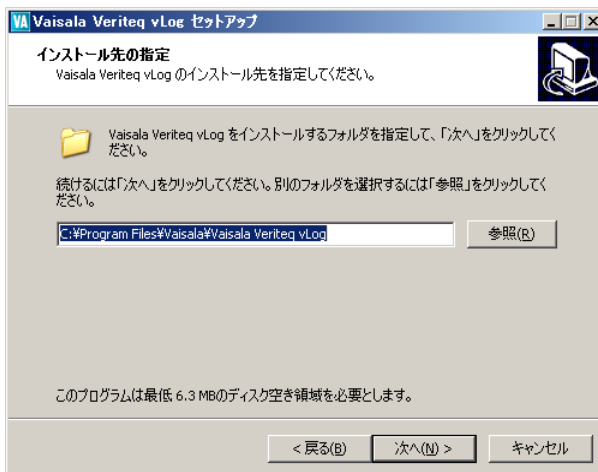 VA Vaisala Veriteq vLog セットアップ
インストール先の指定
Vaisala Veriteq vLog のインストール先を指定してください。
Vaisala Veriteq vLog をインストールするフォルダを指定して、「次へ」をクリックしてく
ださい。
続けるには「次へ」をクリックしてください。別のフォルダを選択するには「参照」をクリックしてく
ださい。
C:¥Program Files¥Vaisala¥Vaisala Veriteq vLog
参照(R)
このプログラムは最低 6.3 MBのディスク空き領域を必要とします。
< 戻る(B)
次へ(N) >
キャンセル